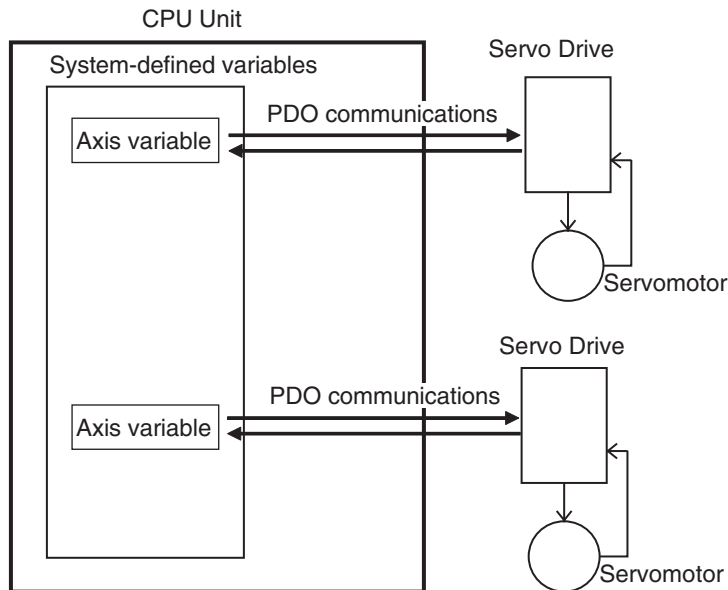 CPU Unit
System-defined variables
Servo Drive
PDO communications
Axis variable
Servomotor
Servo Drive
PDO communications
Axis variable
Servomotor